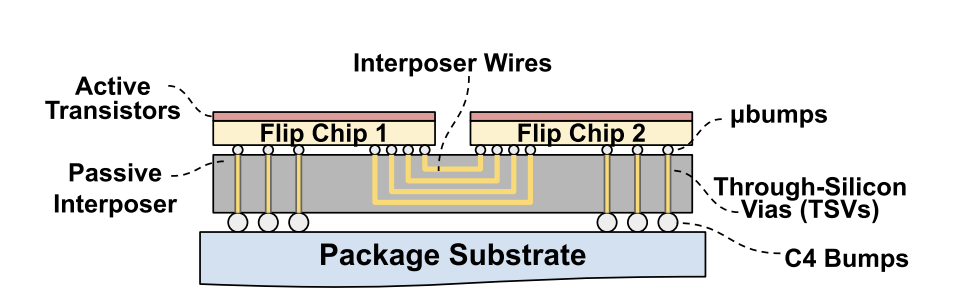 Interposer Wires
Active
Transistors
µbumps
Flip Chip 1
Flip Chip 2
Passive
Interposer
Through-Silicon
Vias (TSVs)
Package Substrate
C4 Bumps